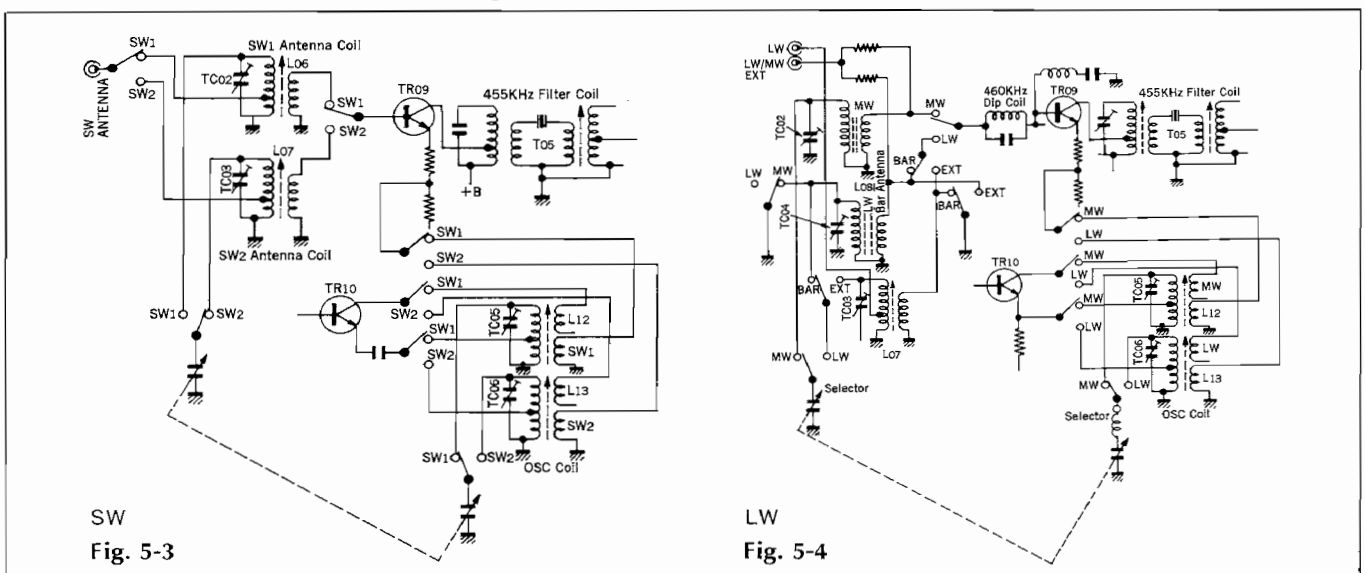 SW1
SW1 Antenna Coil
L06
TC02
SW2
SW ANTENNA
SW1
SW2
TR09
455KHz Filter Coil
T05
+B
L07
TC03
SW2 Antenna Coil
SW1
SW2
SW1
SW2
TR10
SW1
SW2
SW1
SW2
TC05
L12
SW1
TC06
L13
SW2
SW1
SW2
OSC Coil
SW
Fig. 5-3
LW
LW/MW
EXT
TC02
MW
MW
LW
460KHz
Dip Coil
TR09
455KHz Filter Coil
T05
BAR
EXT
EXT
BAR
LW
MW
TC04
L08
LW Bar Antenna
BAR
EXT
TC03
L07
MW
LW
Selector
MW
LW
MW
LW
TR10
MW
LW
TC05
MW
L12
TC06
LW
L13
MW
LW
Selector
OSC Coil
LW
Fig. 5-4